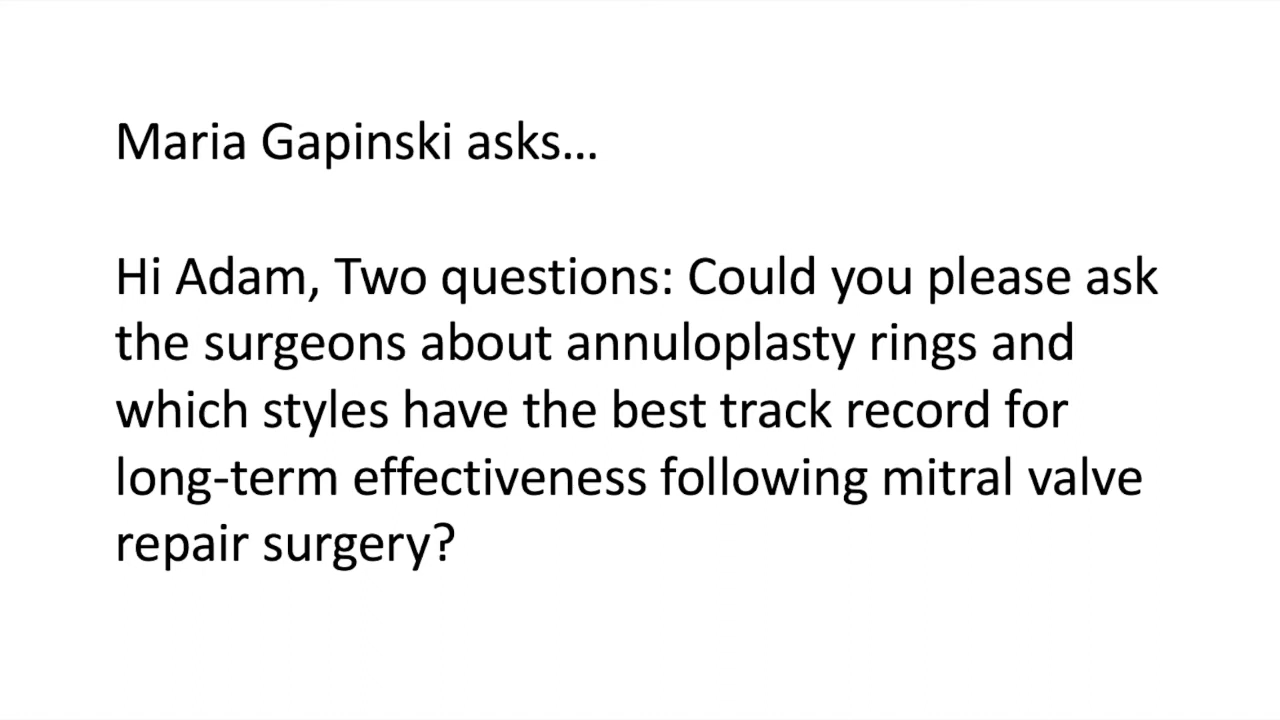 Maria Gapinski asks...
Hi Adam, Two questions: Could you please ask
the surgeons about annuloplasty rings and
which styles have the best track record for
long-term effectiveness following mitral valve
repair surgery?